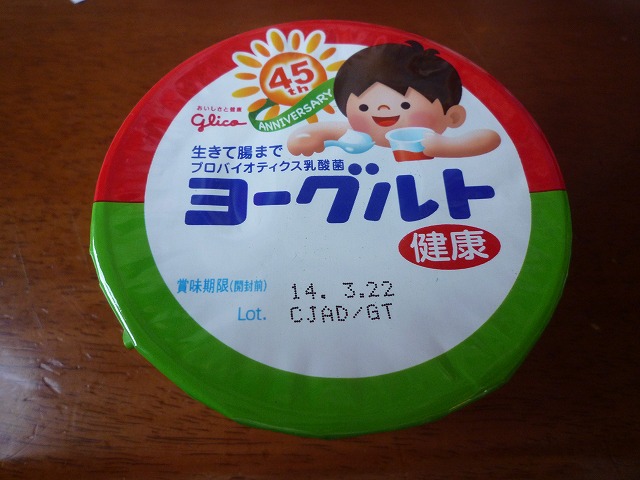 45
th
ANNIVERSARY
おいしさと健康
glico
生きて腸まで
プロバイオティクス乳酸菌
ヨーグルト
健康
賞味期限(開封前) 14. 3.22
Lot. CJAD/GT